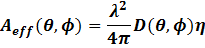 A_eff(θ,ϕ) = λ²/4π D(θ,ϕ)η